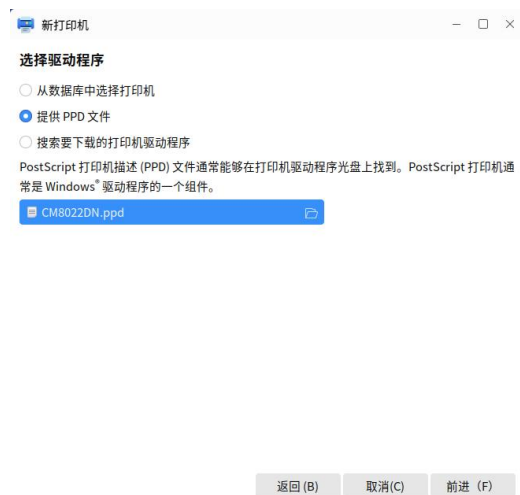 新打印机
选择驱动程序
从数据库中选择打印机
提供 PPD 文件
搜索要下载的打印机驱动程序
PostScript 打印机描述 (PPD) 文件通常能够在打印机驱动程序光盘上找到。PostScript 打印机通
常是 Windows® 驱动程序的一个组件。
CM8022DN.ppd
返回 (B) 取消(C) 前进（F）